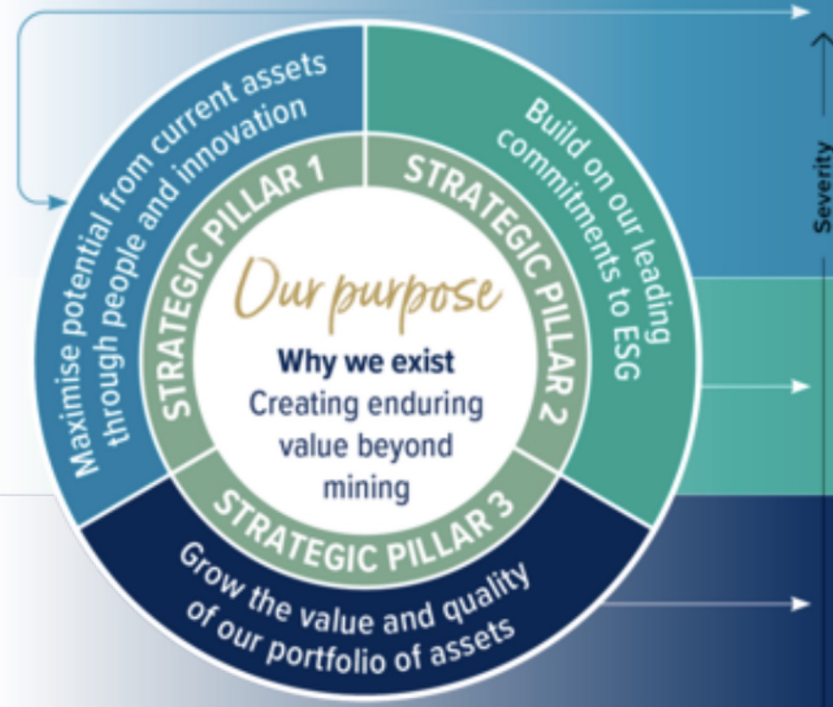 Maximise potential from current assets
through people and innovation
STRATEGIC PILLAR 1
Build on our leading
commitments to ESG
STRATEGIC PILLAR 2
Our purpose
Why we exist
Creating enduring
value beyond
mining
STRATEGIC PILLAR 3
Grow the value and quality
of our portfolio of assets
Severity